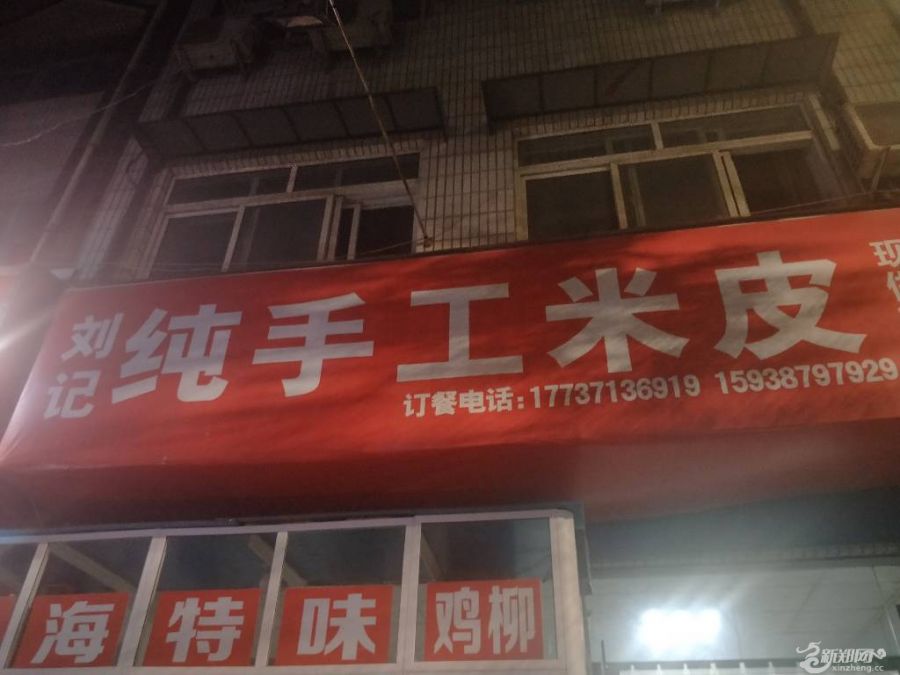 刘记
纯手工米皮
现
订餐电话：17737136919 15938797929
海特味鸡柳
新郑网
xinzheng.cc